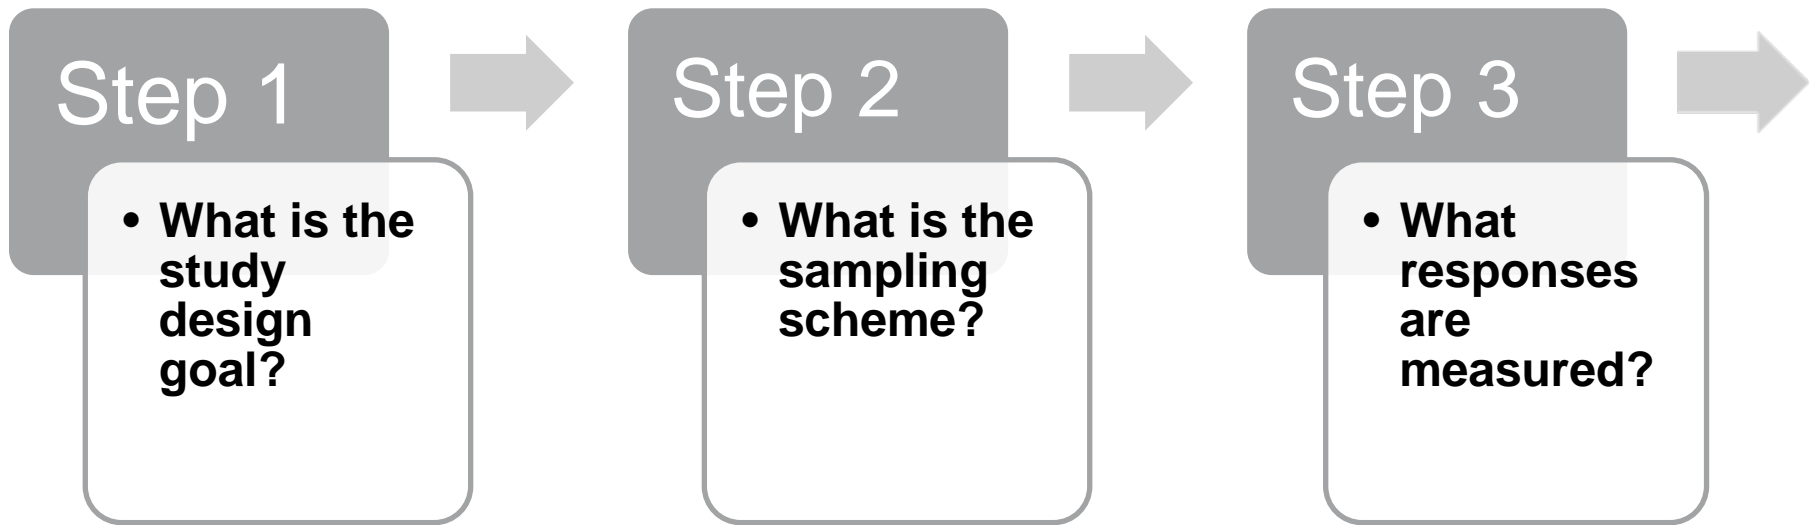 Step 1
• What is the
study
design
goal?
Step 2
• What is the
sampling
scheme?
Step 3
• What
responses
are
measured?